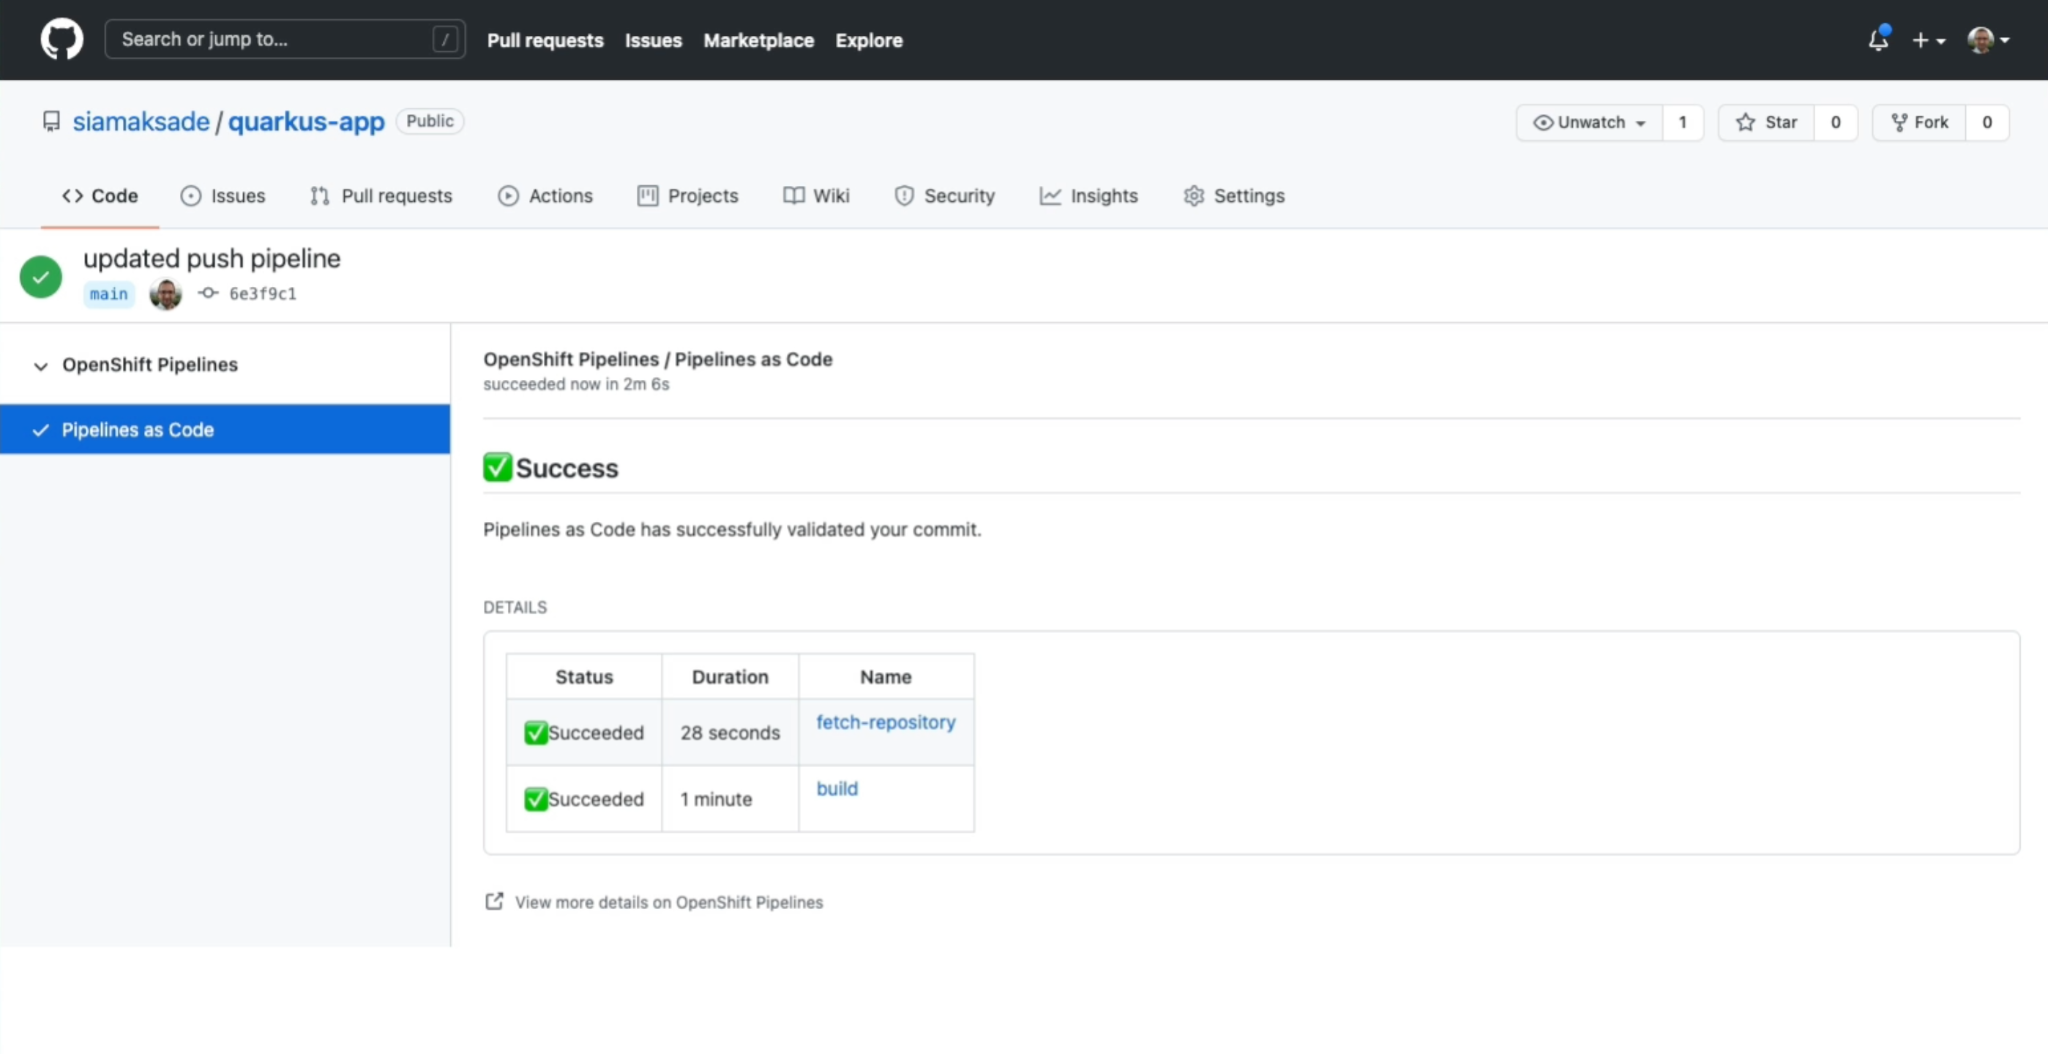 Search or jump to... /
Pull requests Issues Marketplace Explore
siamaksade / quarkus-app Public
Unwatch 1 Star 0 Fork 0
Code Issues Pull requests Actions Projects Wiki Security Insights Settings
updated push pipeline
main 6e3f9c1
OpenShift Pipelines
Pipelines as Code
OpenShift Pipelines / Pipelines as Code
succeeded now in 2m 6s
Success
Pipelines as Code has successfully validated your commit.
DETAILS
Status Duration Name
Succeeded 28 seconds fetch-repository
Succeeded 1 minute build
View more details on OpenShift Pipelines